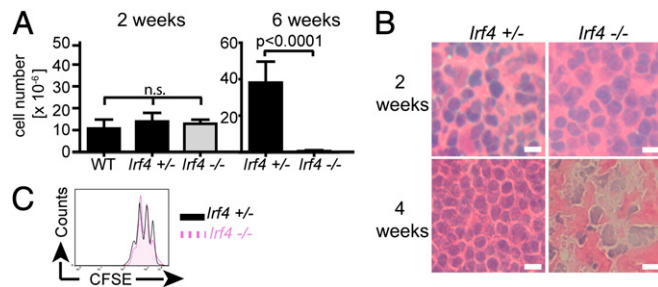 A
2 weeks
6 weeks
cell number
[x 10⁻⁶]
50
40
30
20
10
0
n.s.
WT
Irf4 +/-
Irf4 -/-
60
40
20
0
p<0.0001
Irf4 +/-
Irf4 -/-
B
Irf4 +/-
Irf4 -/-
2
weeks
4
weeks
C
Counts
CFSE
Irf4 +/-
Irf4 -/-